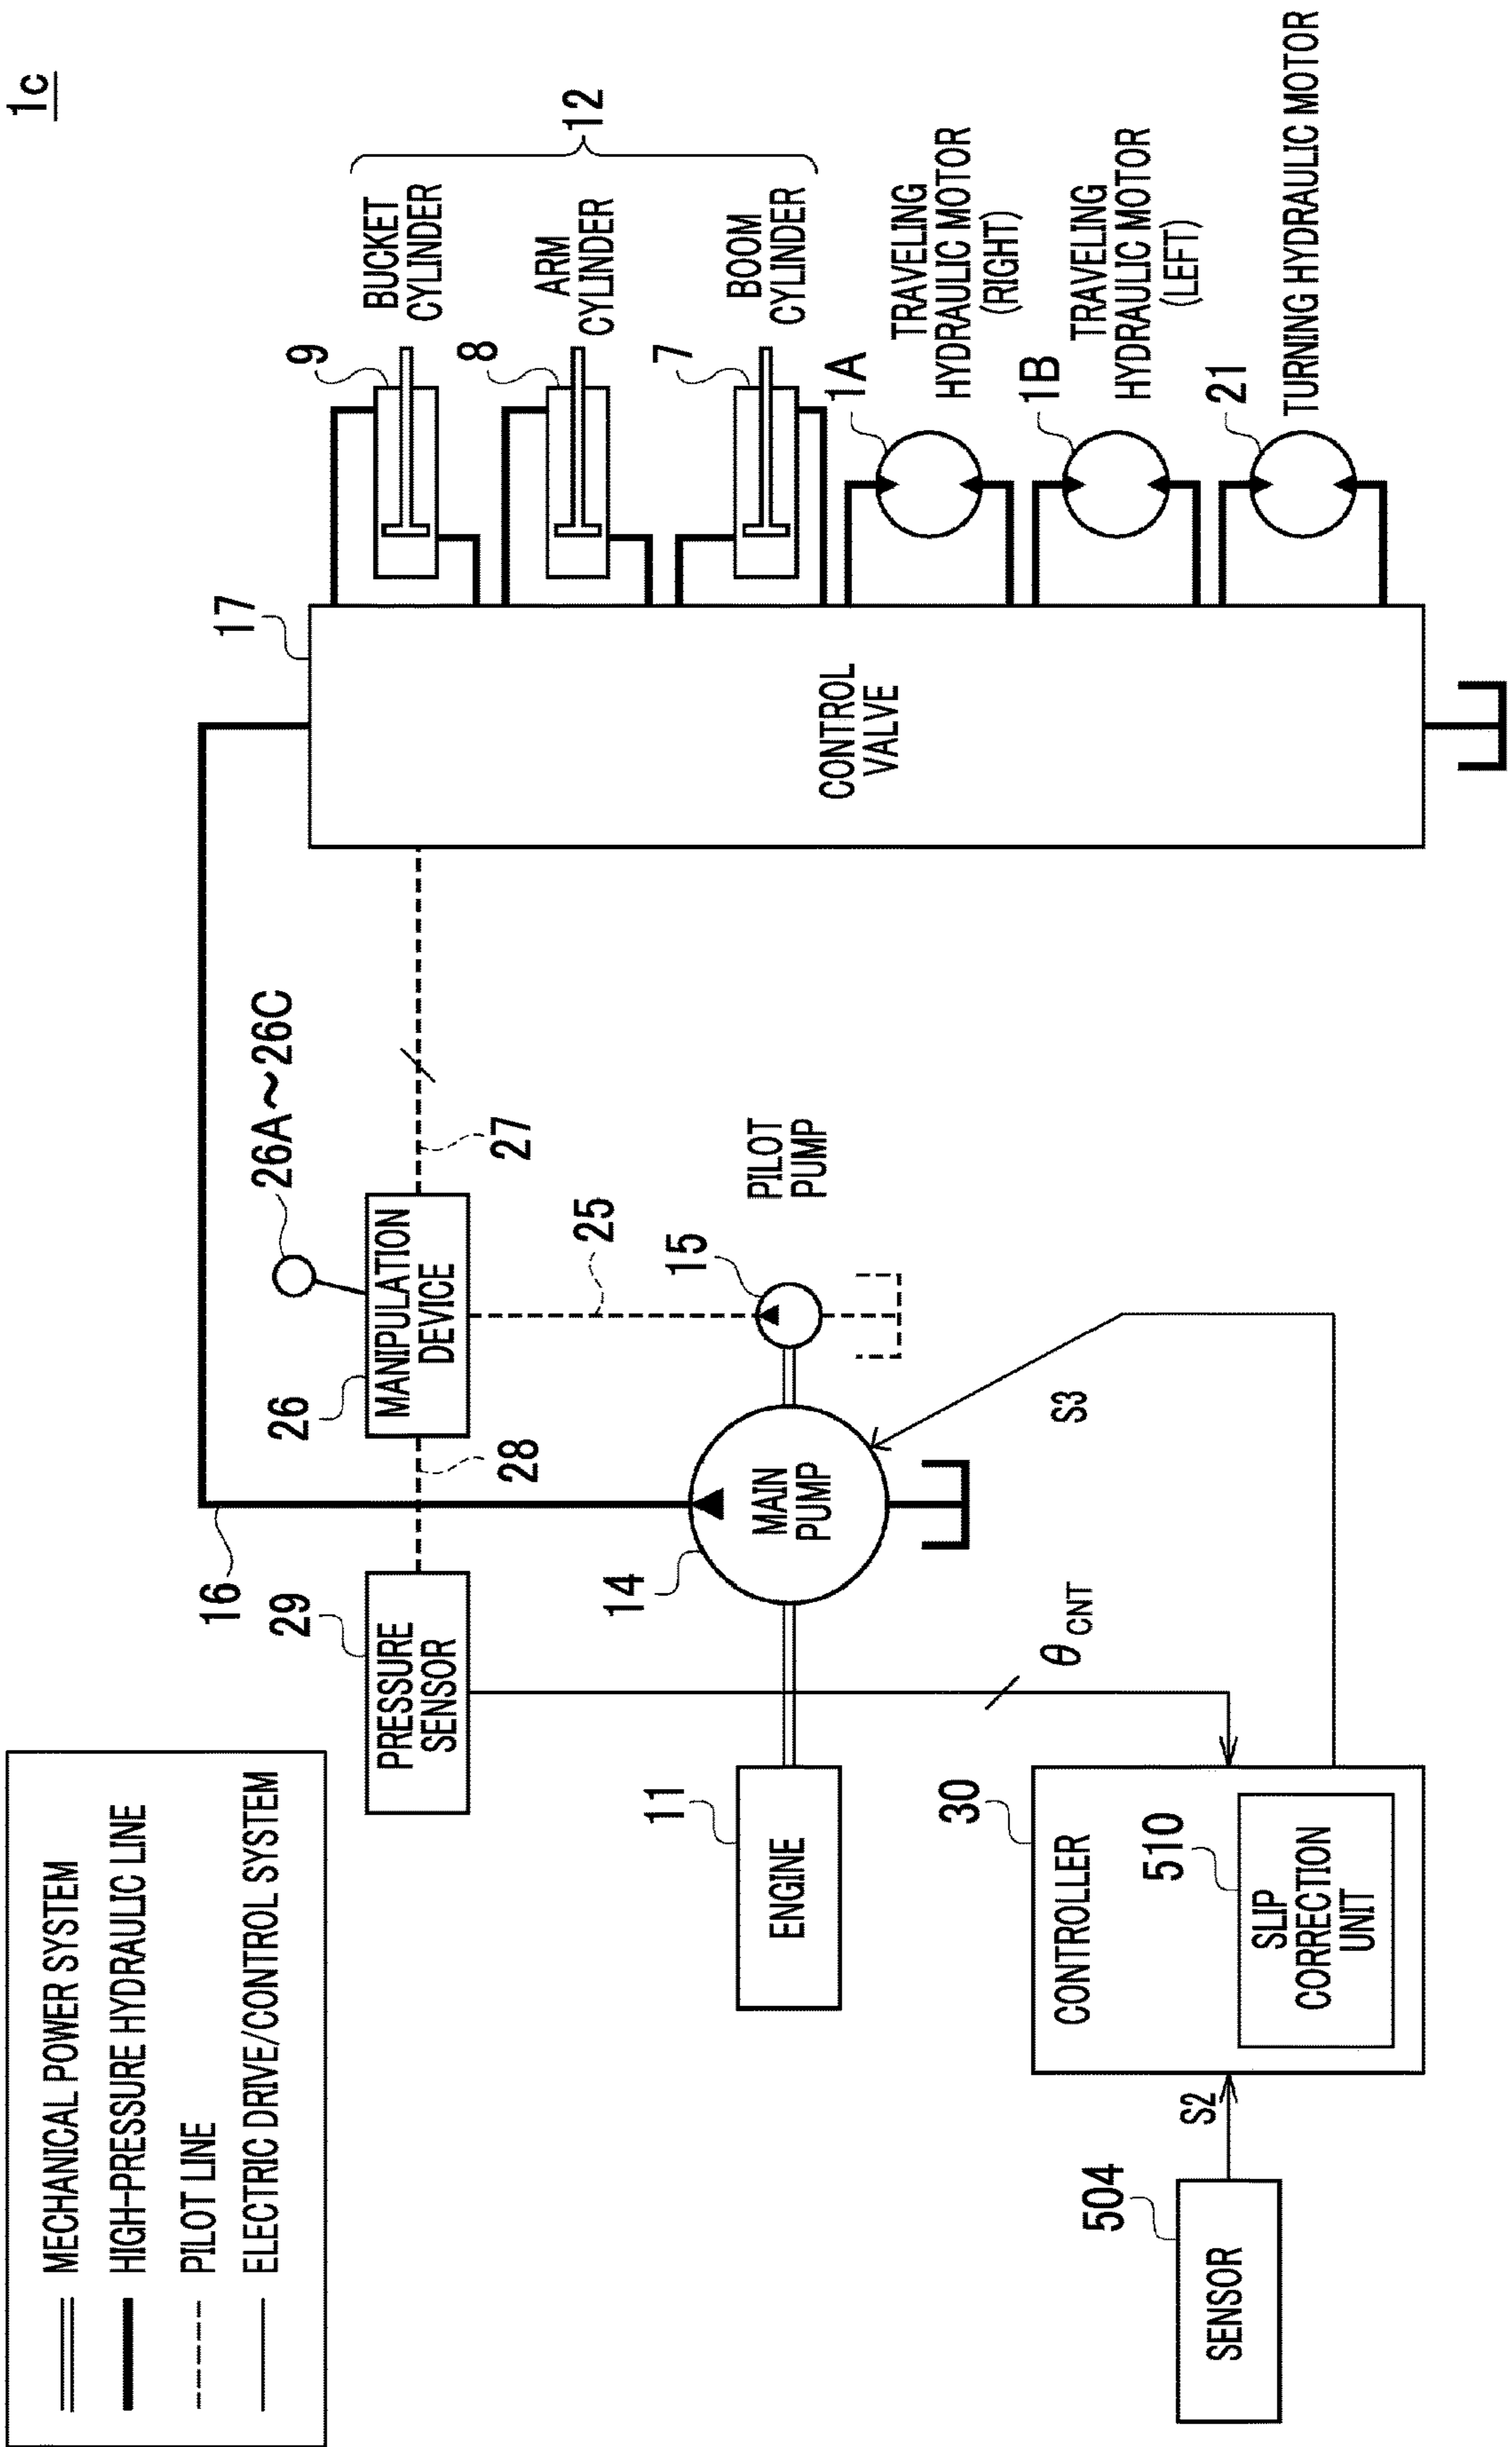 1c
MECHANICAL POWER SYSTEM
HIGH-PRESSURE HYDRAULIC LINE
PILOT LINE
ELECTRIC DRIVE/CONTROL SYSTEM
16
29
PRESSURE
SENSOR
28
26
MANIPULATION
DEVICE
26A~26C
27
25
17
CONTROL
VALVE
9
BUCKET
CYLINDER
8
ARM
CYLINDER
7
BOOM
CYLINDER
12
1A
TRAVELING
HYDRAULIC MOTOR
(RIGHT)
1B
TRAVELING
HYDRAULIC MOTOR
(LEFT)
21
TURNING HYDRAULIC MOTOR
11
ENGINE
14
MAIN
PUMP
15
PILOT
PUMP
θCNT
S3
504
SENSOR
S2
30
CONTROLLER
510
SLIP
CORRECTION
UNIT